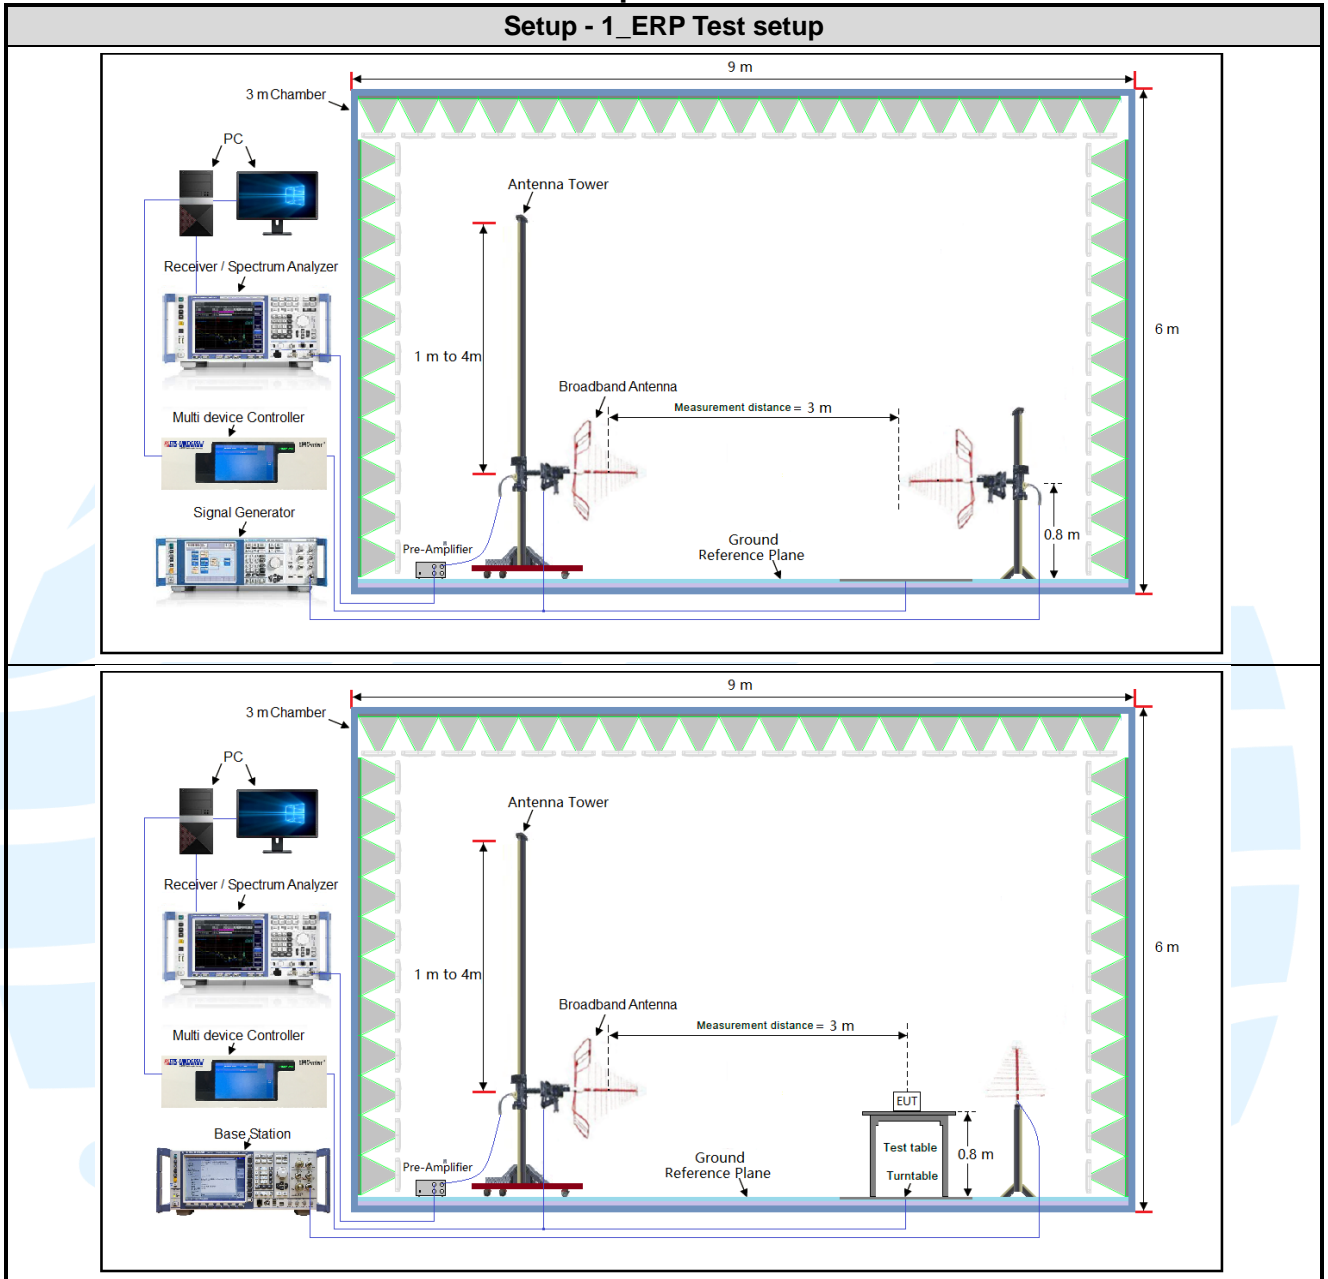 Setup - 1_ERP Test setup
9 m
3 m Chamber
PC
Antenna Tower
Receiver / Spectrum Analyzer
6 m
1 m to 4m
Broadband Antenna
Measurement distance = 3 m
Multi device Controller
Signal Generator
Pre-Amplifier
Ground
Reference Plane
0.8 m
9 m
3 m Chamber
PC
Antenna Tower
Receiver / Spectrum Analyzer
6 m
1 m to 4m
Broadband Antenna
Measurement distance = 3 m
Multi device Controller
EUT
Base Station
Test table
0.8 m
Pre-Amplifier
Ground
Reference Plane
Turntable